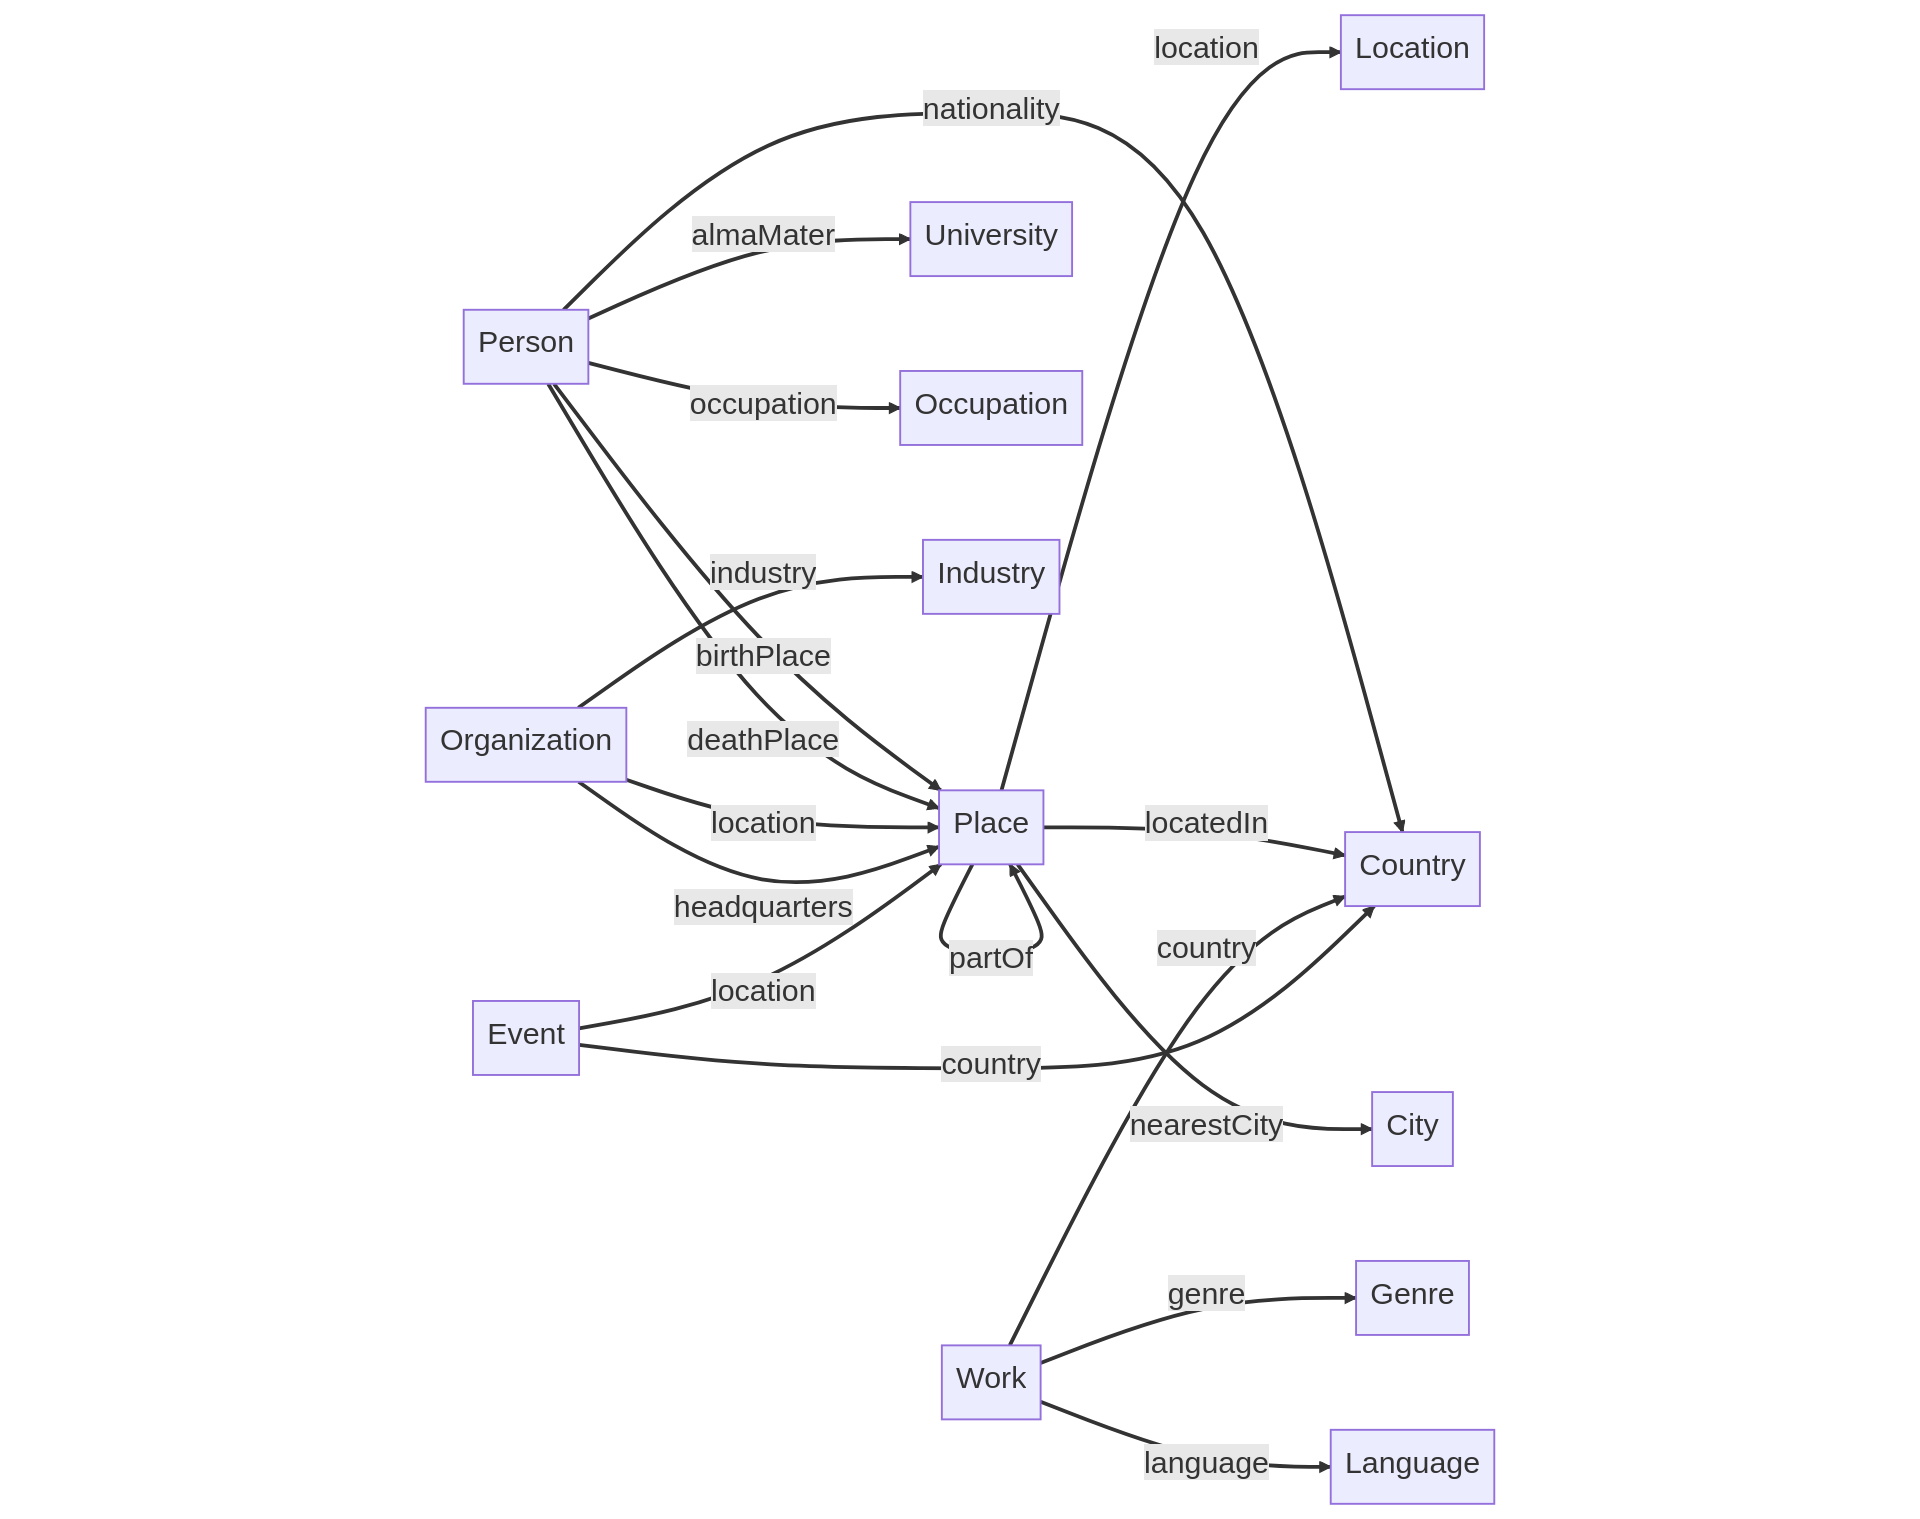 location
Location
nationality
almaMater
University
Person
occupation
Occupation
industry
Industry
birthPlace
Organization
deathPlace
location
Place
locatedIn
Country
headquarters
country
partOf
location
Event
country
nearestCity
City
genre
Genre
Work
language
Language